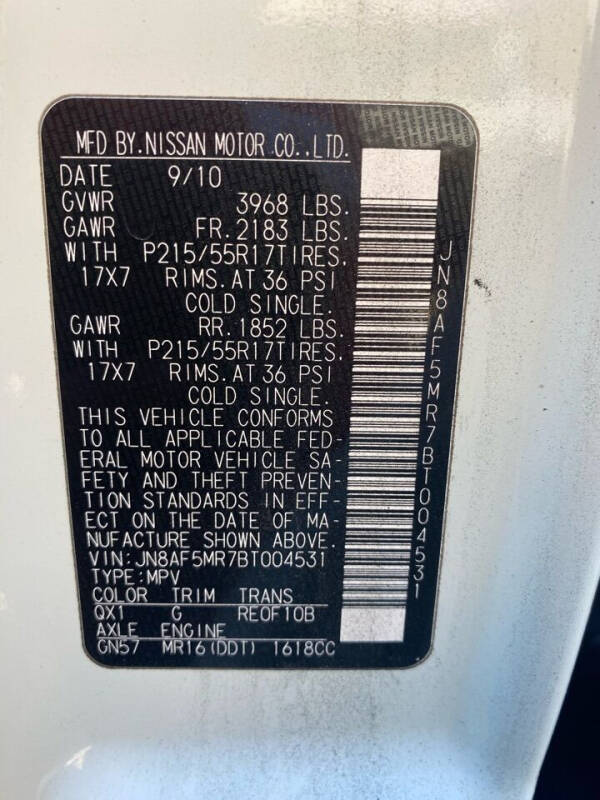 MFD BY.NISSAN MOTOR CO.,LTD.
DATE 9/10
GVWR 3968 LBS.
GAWR FR.2183 LBS.
WITH P215/55R17TIRES.
17X7 RIMS.AT 36 PSI
COLD SINGLE.
GAWR RR.1852 LBS.
WITH P215/55R17TIRES.
17X7 RIMS.AT 36 PSI
COLD SINGLE.
THIS VEHICLE CONFORMS
TO ALL APPLICABLE FED-
ERAL MOTOR VEHICLE SA-
FETY AND THEFT PREVEN-
TION STANDARDS IN EFF-
ECT ON THE DATE OF MA-
NUFACTURE SHOWN ABOVE.
VIN:JN8AF5MR7BT004531
TYPE:MPV
COLOR TRIM TRANS
QX1 G RE0F10B
AXLE ENGINE
GN57 MR16(DDT) 1618CC
JN8AF5MR7BT004531